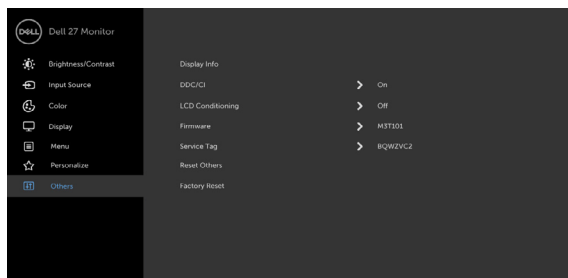 DELL Dell 27 Monitor
Brightness/Contrast Display Info
Input Source DDC/CI On
Color LCD Conditioning Off
Display Firmware M3T101
Menu Service Tag BQWZVC2
Personalize Reset Others
Others Factory Reset